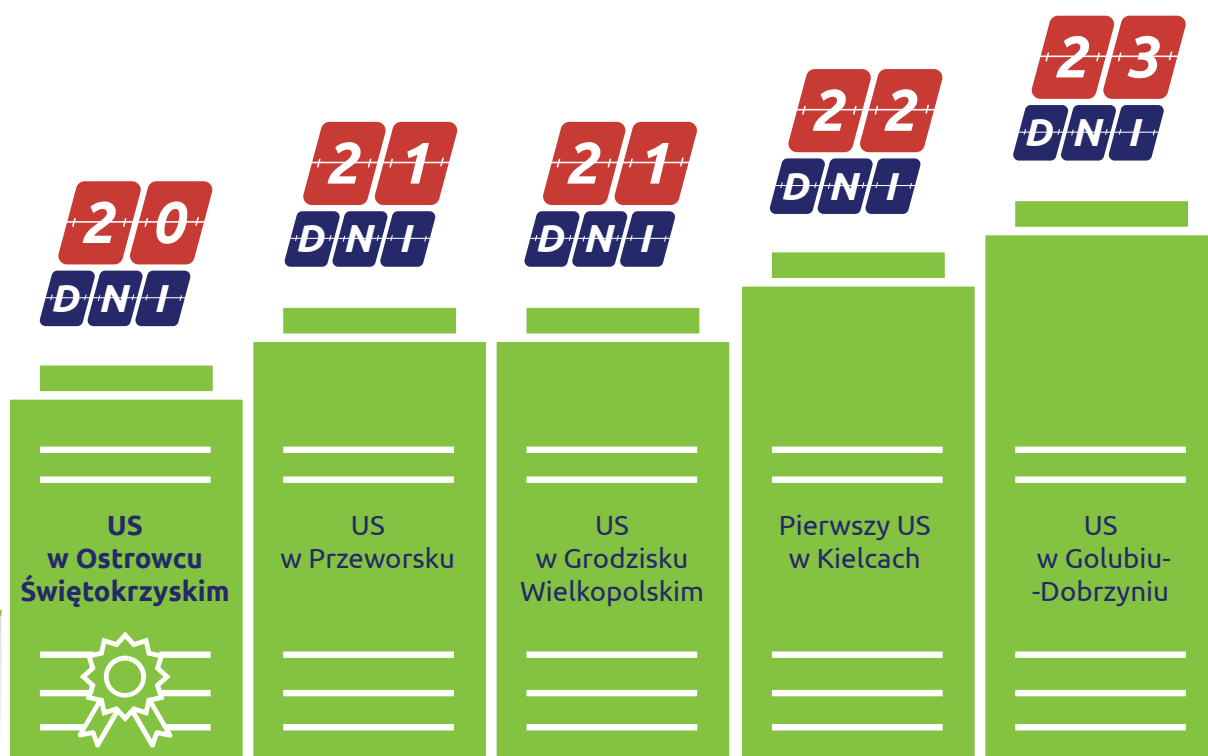 20
DNI
US
w Ostrowcu
Świętokrzyskim
21
DNI
US
w Przeworsku
21
DNI
US
w Grodzisku
Wielkopolskim
22
DNI
Pierwszy US
w Kielcach
23
DNI
US
w Golubiu-
-Dobrzyniu